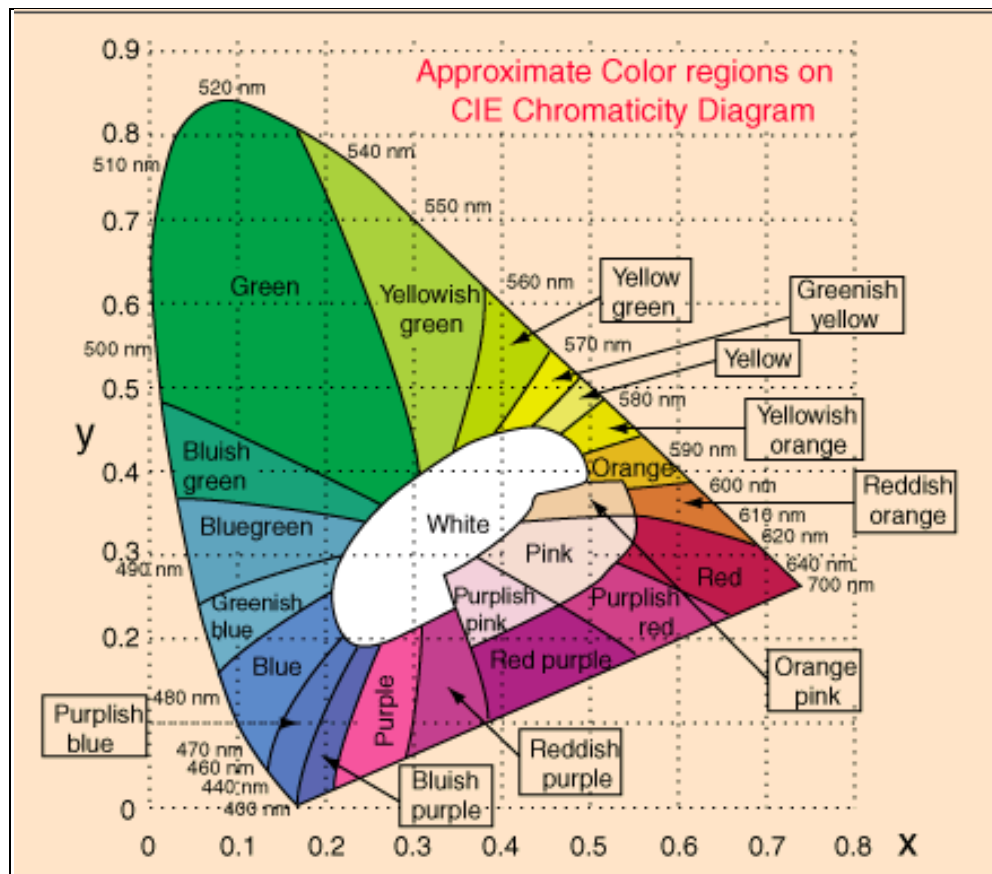 Approximate Color regions on
CIE Chromaticity Diagram
0.9
520 nm
0.8
510 nm
540 nm
0.7
550 nm
Green
Yellowish
green
560 nm
Yellow
green
Greenish
yellow
0.6
500 nm
570 nm
Yellow
0.5
580 nm
Yellowish
orange
y
Bluish
green
590 nm
0.4
Orange
600 nm
Reddish
orange
Bluegreen
White
610 nm
620 nm
0.3
490 nm
Pink
Red
640 nm
700 nm
Greenish
blue
Purplish
pink
Purplish
red
0.2
Blue
Red purple
Orange
pink
480 nm
Purplish
blue
Purple
0.1
470 nm
460 nm
440 nm
400 nm
Bluish
purple
Reddish
purple
0
0 0.1 0.2 0.3 0.4 0.5 0.6 0.7 0.8 x